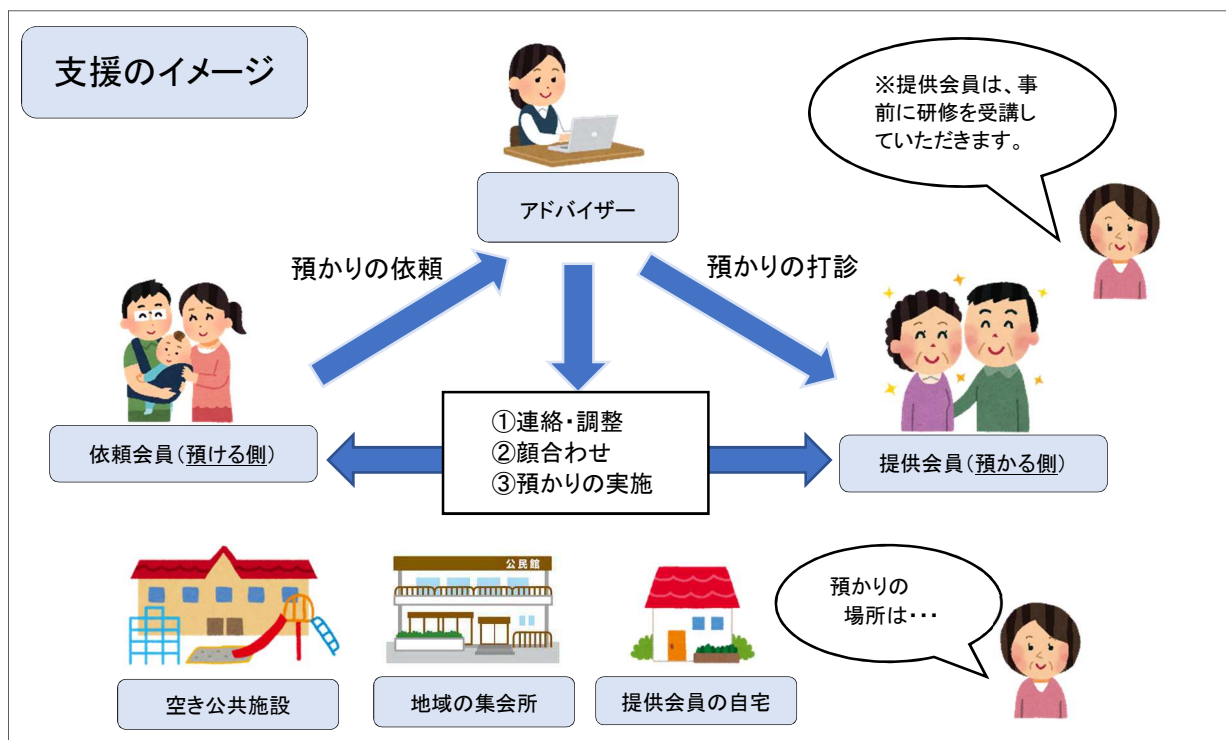 支援のイメージ
※提供会員は、事
前に研修を受講し
ていただきます。
アドバイザー
預かりの依頼
預かりの打診
①連絡・調整
②顔合わせ
③預かりの実施
依頼会員（預ける側）
提供会員（預かる側）
公民館
預かりの
場所は・・・
空き公共施設
地域の集会所
提供会員の自宅